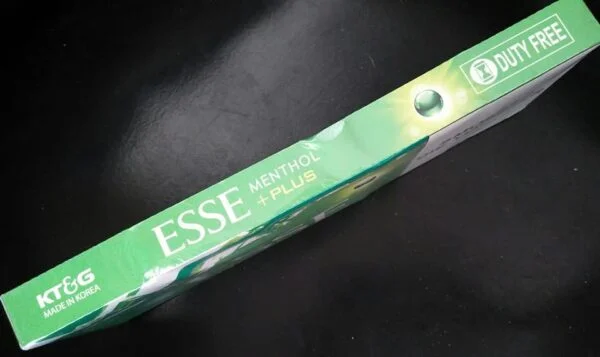 KT&G
MADE IN KOREA
ESSE
MENTHOL
+PLUS
DUTY FREE